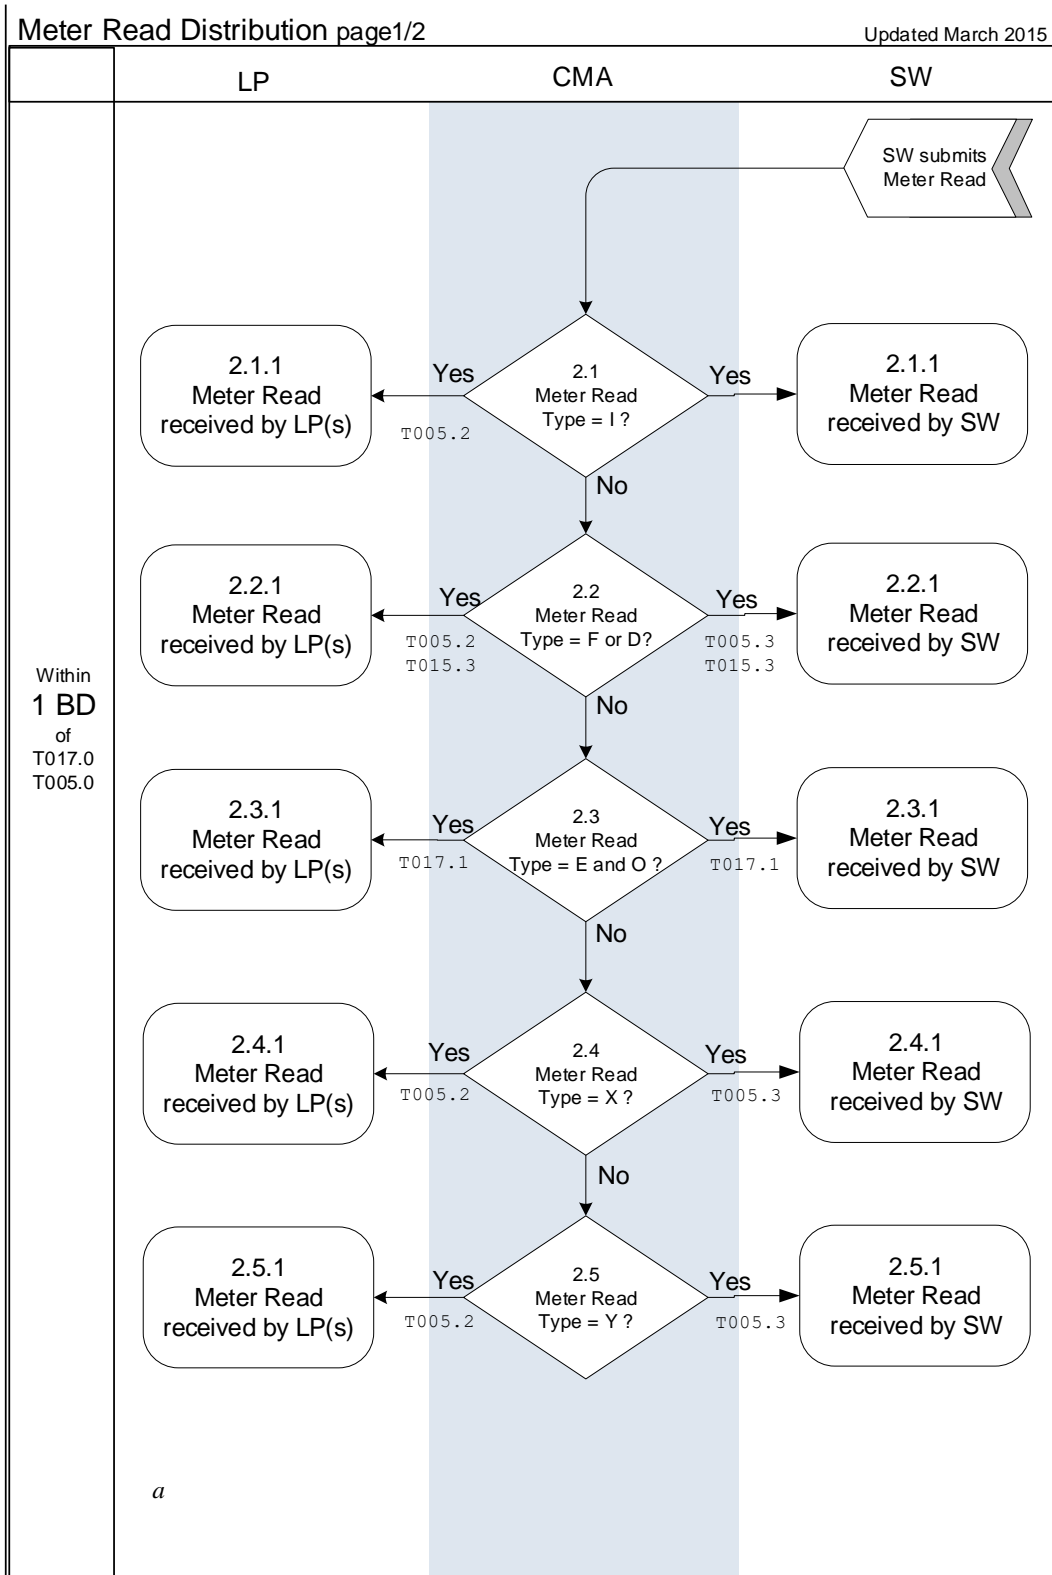 Meter Read Distribution page1/2
Updated March 2015
LP
CMA
SW
SW submits
Meter Read
Within
1 BD
of
T017.0
T005.0
2.1.1
Meter Read
received by LP(s)
Yes
T005.2
2.1
Meter Read
Type = I ?
Yes
2.1.1
Meter Read
received by SW
No
2.2.1
Meter Read
received by LP(s)
Yes
T005.2
T015.3
2.2
Meter Read
Type = F or D?
Yes
T005.3
T015.3
2.2.1
Meter Read
received by SW
No
2.3.1
Meter Read
received by LP(s)
Yes
T017.1
2.3
Meter Read
Type = E and O ?
Yes
T017.1
2.3.1
Meter Read
received by SW
No
2.4.1
Meter Read
received by LP(s)
Yes
T005.2
2.4
Meter Read
Type = X ?
Yes
T005.3
2.4.1
Meter Read
received by SW
No
2.5.1
Meter Read
received by LP(s)
Yes
T005.2
2.5
Meter Read
Type = Y ?
Yes
T005.3
2.5.1
Meter Read
received by SW
a